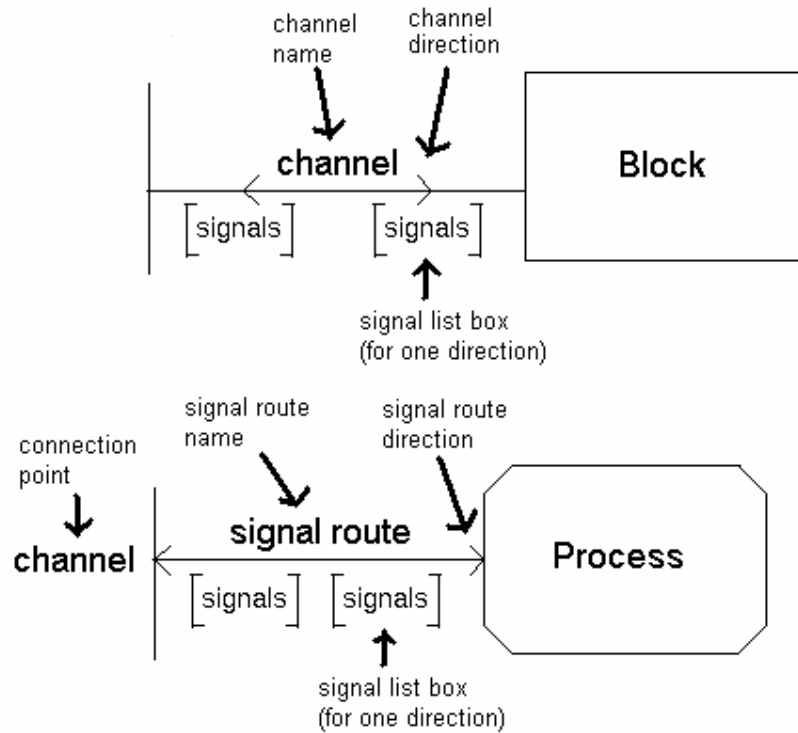 channel
name
channel
direction
channel
Block
[signals]
[signals]
signal list box
(for one direction)
signal route
name
signal route
direction
connection
point
channel
signal route
Process
[signals]
[signals]
signal list box
(for one direction)